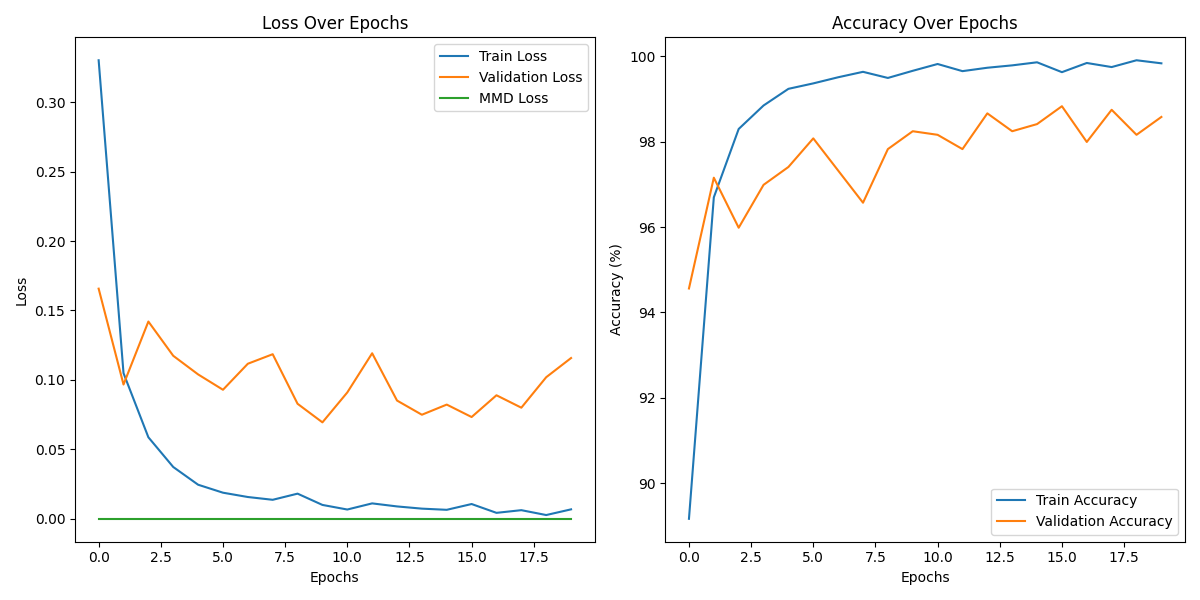 Loss Over Epochs
Train Loss
Validation Loss
MMD Loss
0.30
0.25
0.20
0.15
0.10
0.05
0.00
Loss
0.0 2.5 5.0 7.5 10.0 12.5 15.0 17.5
Epochs
Accuracy Over Epochs
100
98
96
94
92
90
Accuracy (%)
Train Accuracy
Validation Accuracy
0.0 2.5 5.0 7.5 10.0 12.5 15.0 17.5
Epochs